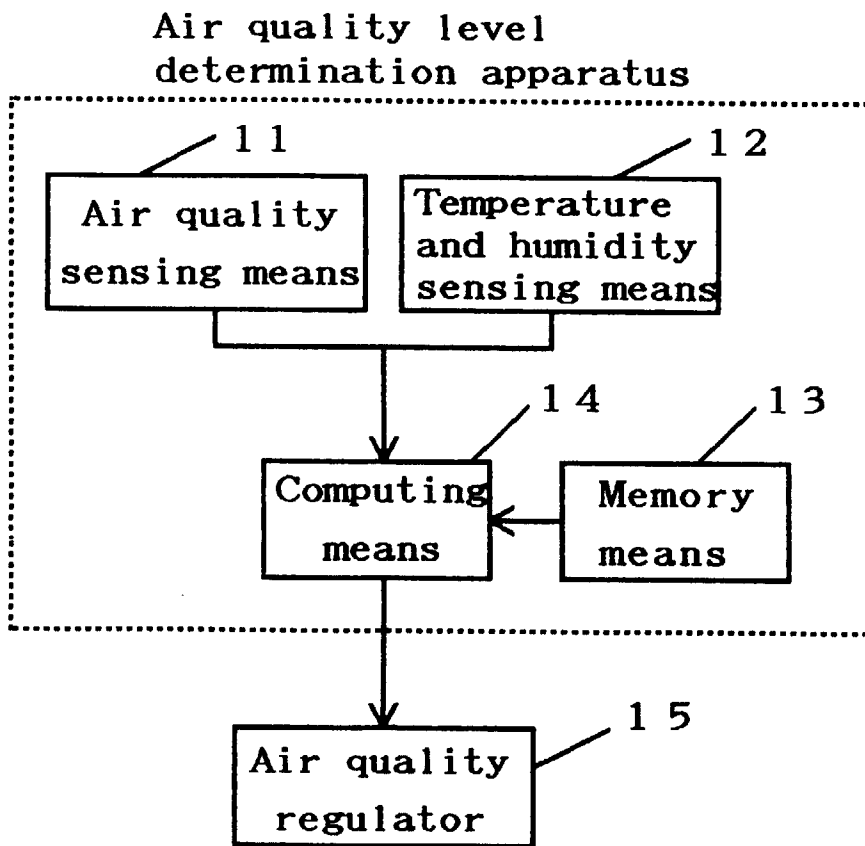 Air quality level
determination apparatus
11
Air quality
sensing means
12
Temperature
and humidity
sensing means
14
Computing
means
13
Memory
means
15
Air quality
regulator